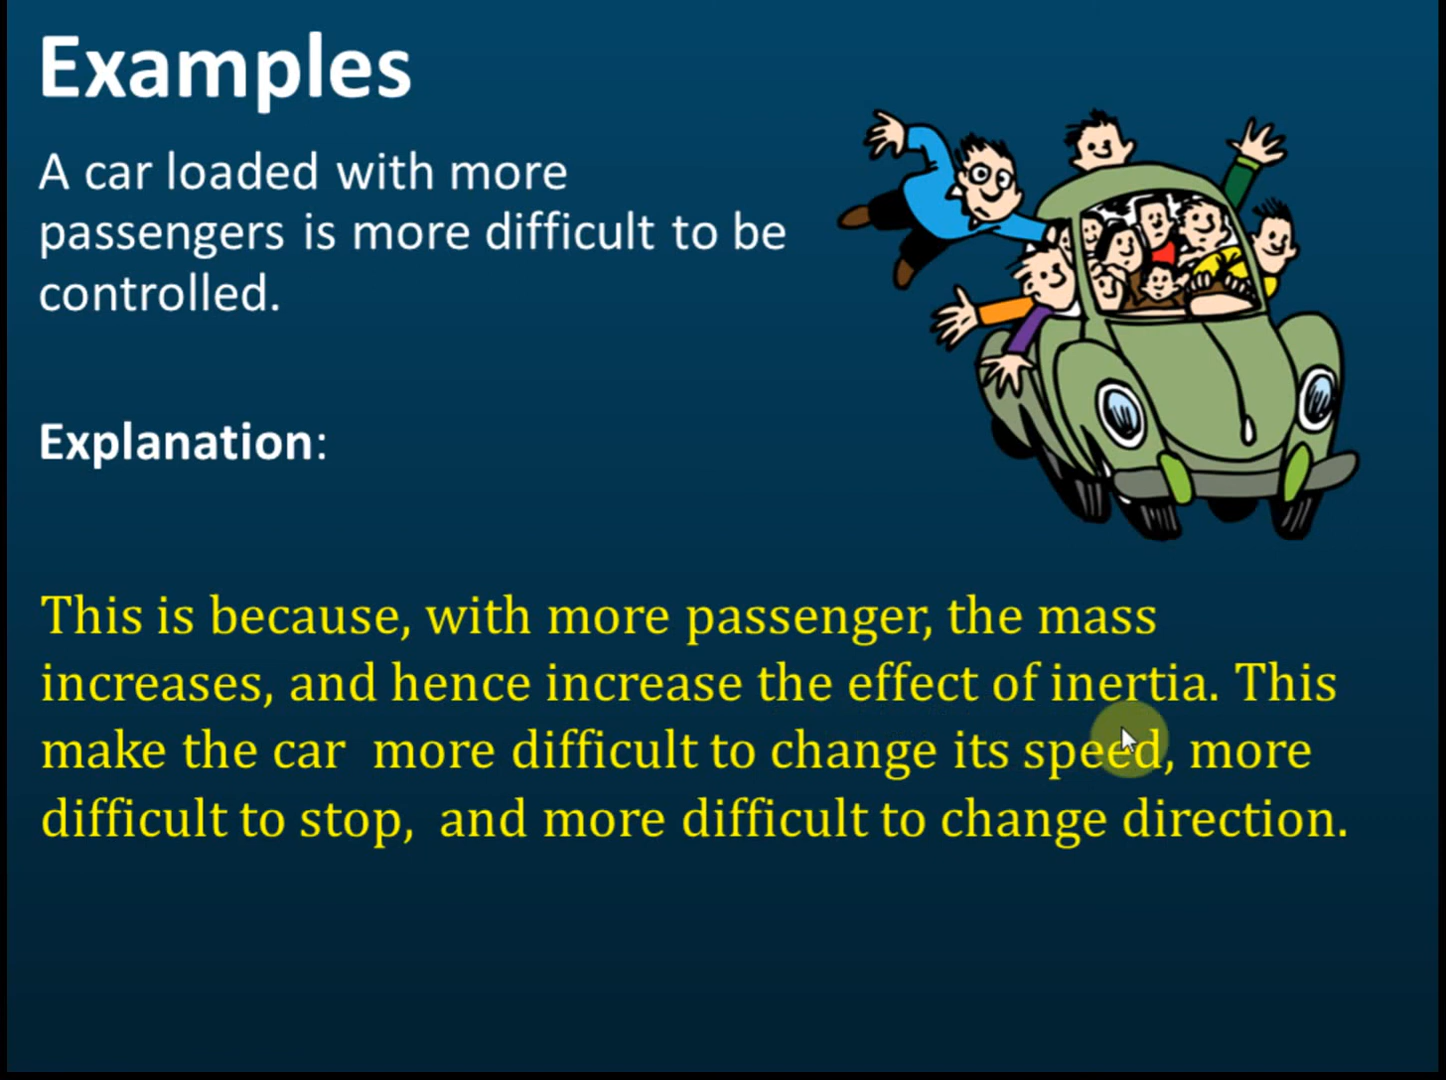 Examples
A car loaded with more
passengers is more difficult to be
controlled.
Explanation:
This is because, with more passenger, the mass
increases, and hence increase the effect of inertia. This
make the car more difficult to change its speed, more
difficult to stop, and more difficult to change direction.